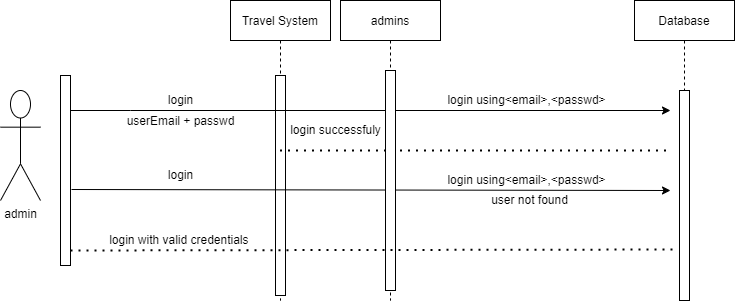 Travel System
admins
Database
login
login using<email>,<passwd>
userEmail + passwd
login successfuly
login
login using<email>,<passwd>
user not found
admin
login with valid credentials